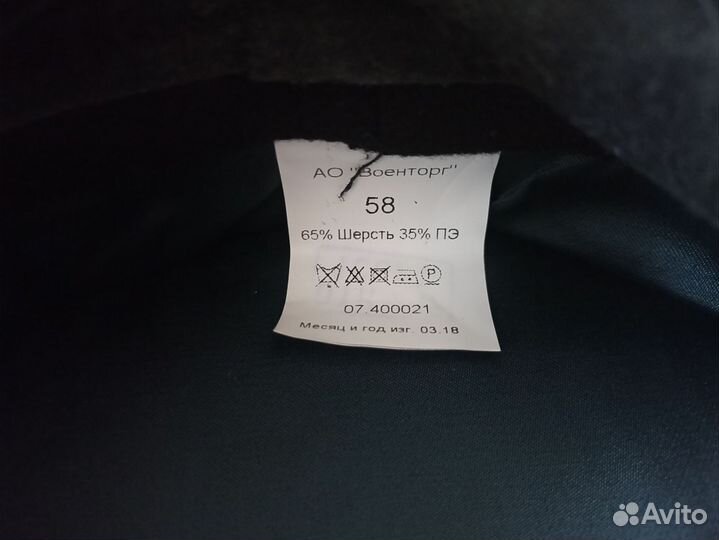 АО "Военторг"
58
65% Шерсть 35% ПЭ
P
07.400021
Месяц и год изг. 03.18
Avito